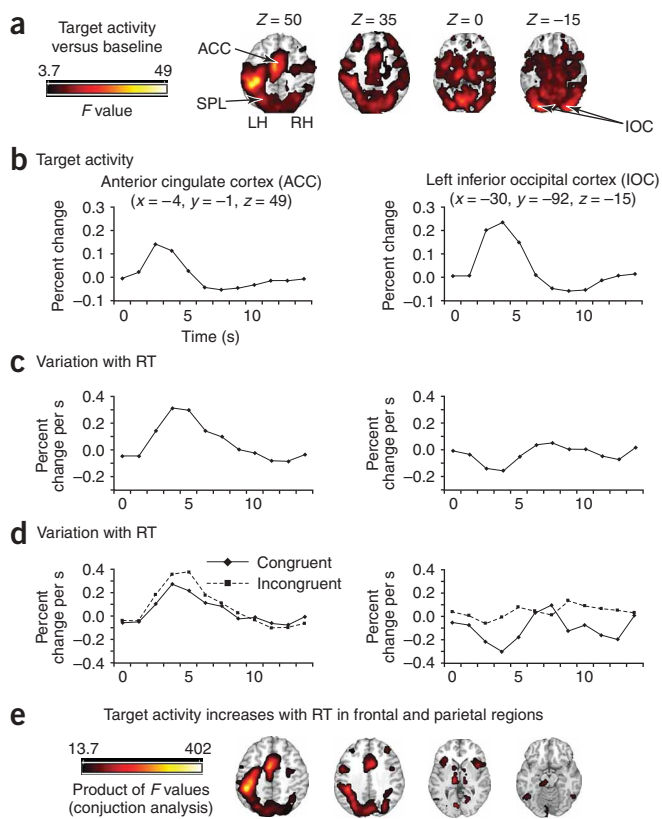 a
Target activity
versus baseline
3.7 49
F value
Z = 50 Z = 35 Z = 0 Z = −15
ACC
SPL
LH RH
IOC
b Target activity
Anterior cingulate cortex (ACC)
(x = −4, y = −1, z = 49)
Left inferior occipital cortex (IOC)
(x = −30, y = −92, z = −15)
Percent change
0.3
0.2
0.1
0.0
−0.1
0 5 10
Time (s)
Percent change
0.3
0.2
0.1
0.0
−0.1
0 5 10
c Variation with RT
Percent
change per s
0.4
0.2
0.0
−0.2
0 5 10
Percent
change per s
0.4
0.2
0.0
−0.2
0 5 10
d Variation with RT
Percent
change per s
0.4
0.2
0.0
−0.2
−0.4
0 5 10
Congruent
Incongruent
Percent
change per s
0.4
0.2
0.0
−0.2
−0.4
0 5 10
e Target activity increases with RT in frontal and parietal regions
13.7 402
Product of F values
(conjuction analysis)